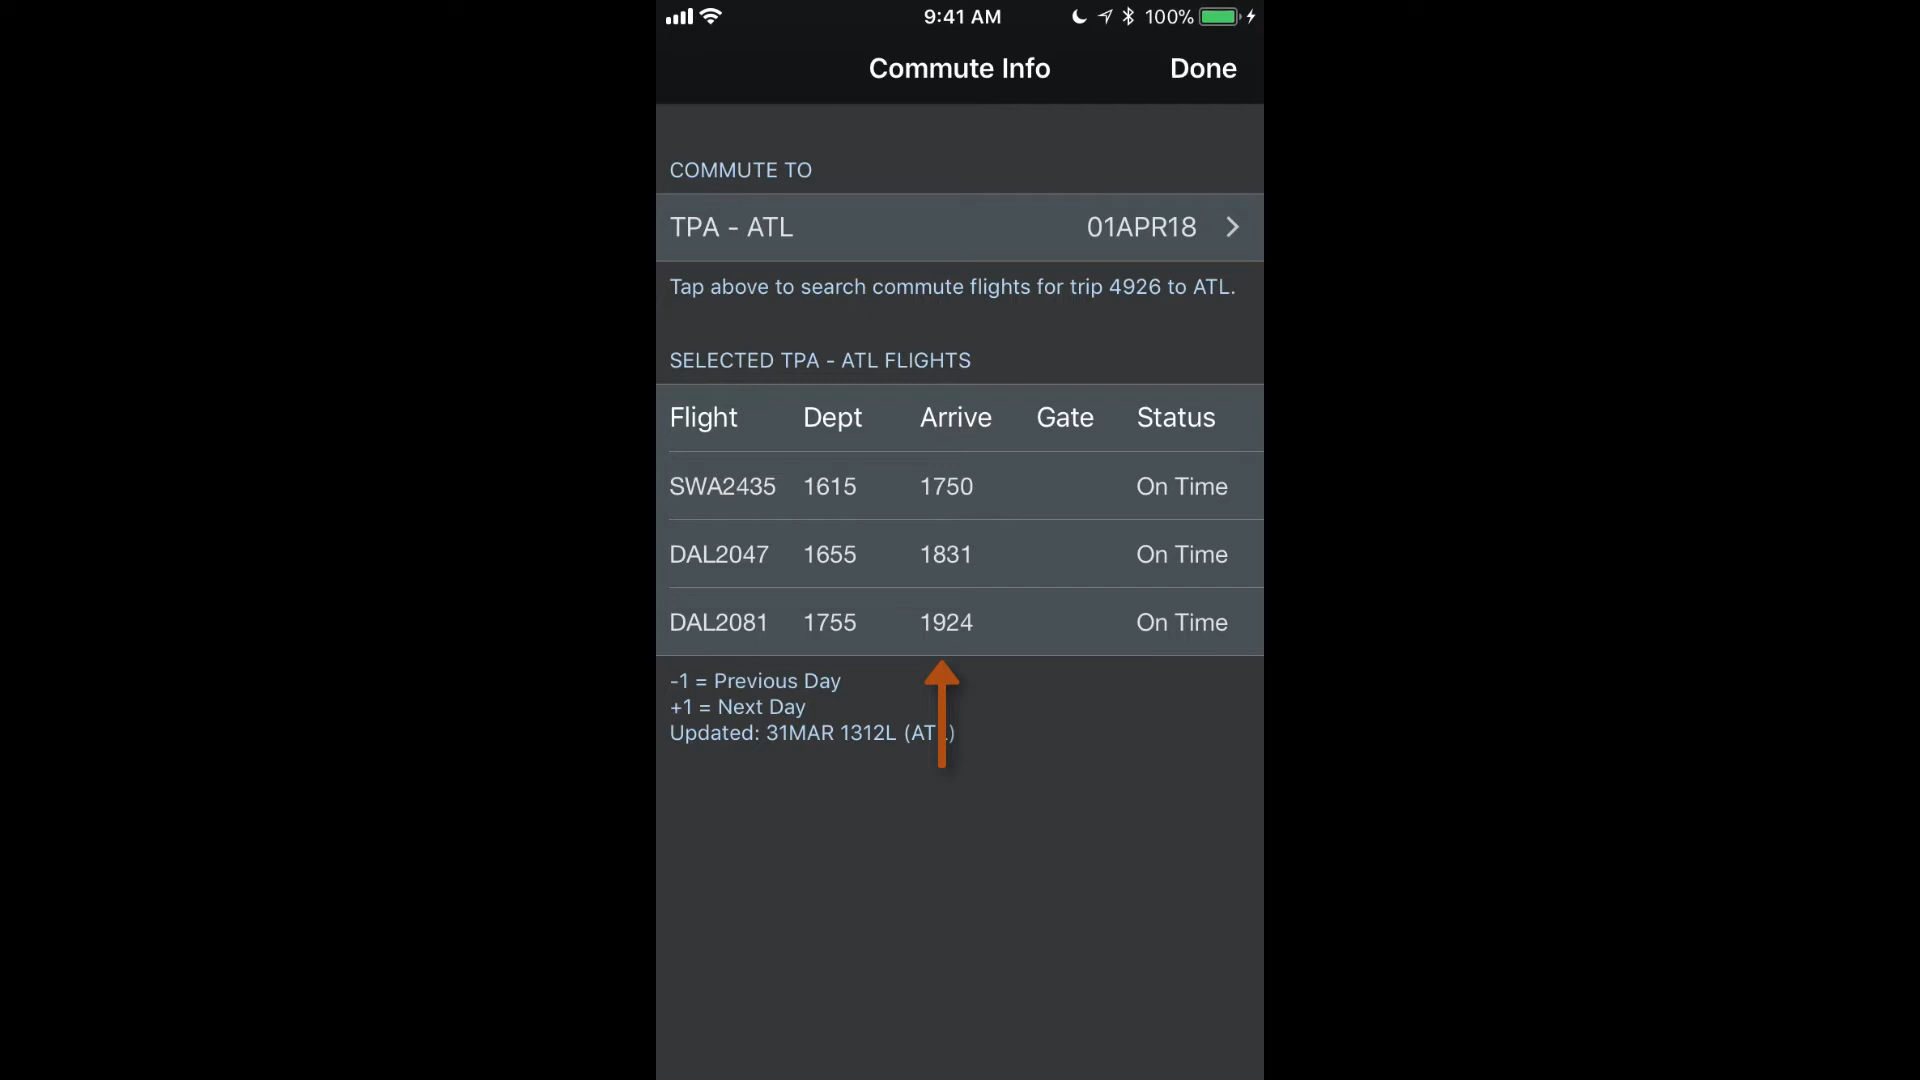 9:41 AM 100%
Commute Info Done
COMMUTE TO
TPA - ATL 01APR18
Tap above to search commute flights for trip 4926 to ATL.
SELECTED TPA - ATL FLIGHTS
Flight Dept Arrive Gate Status
SWA2435 1615 1750 On Time
DAL2047 1655 1831 On Time
DAL2081 1755 1924 On Time
-1 = Previous Day
+1 = Next Day
Updated: 31MAR 1312L (ATL)